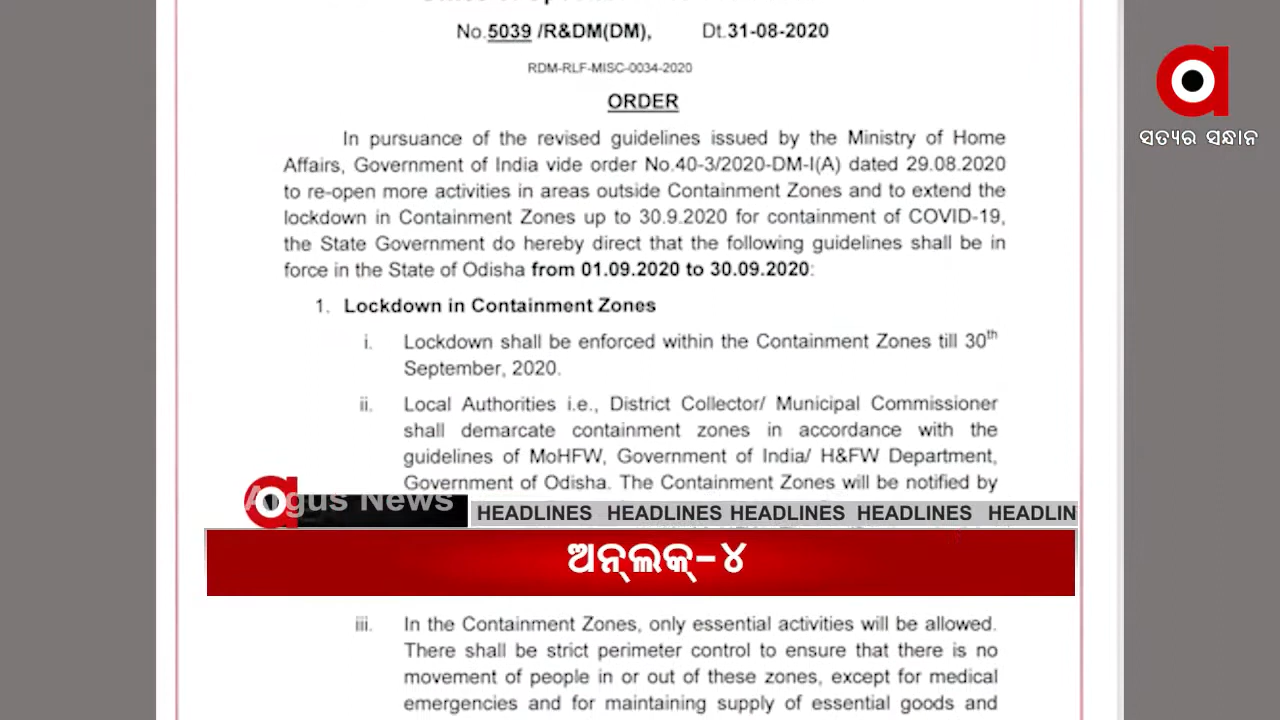 No.5039 /R&DM(DM), Dt.31-08-2020
RDM-RLF-MISC-0034-2020
ORDER
In pursuance of the revised guidelines issued by the Ministry of Home
Affairs, Government of India vide order No.40-3/2020-DM-I(A) dated 29.08.2020
to re-open more activities in areas outside Containment Zones and to extend the
lockdown in Containment Zones up to 30.9.2020 for containment of COVID-19,
the State Government do hereby direct that the following guidelines shall be in
force in the State of Odisha from 01.09.2020 to 30.09.2020:
1. Lockdown in Containment Zones
i. Lockdown shall be enforced within the Containment Zones till 30th
September, 2020.
ii. Local Authorities i.e., District Collector/ Municipal Commissioner
shall demarcate containment zones in accordance with the
guidelines of MoHFW, Government of India/ H&FW Department,
Government of Odisha. The Containment Zones will be notified by
Argus News
HEADLINES HEADLINES HEADLINES HEADLINES HEADLIN
ଅନ୍‌ଲକ୍‌-୪
iii. In the Containment Zones, only essential activities will be allowed.
There shall be strict perimeter control to ensure that there is no
movement of people in or out of these zones, except for medical
emergencies and for maintaining supply of essential goods and
ସତ୍ୟର ସନ୍ଧାନ